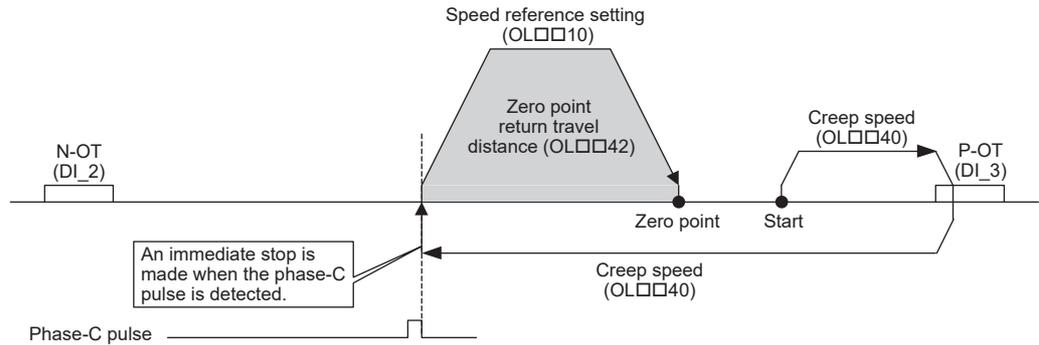 Speed reference setting
(OL□□10)
Zero point
return travel
distance (OL□□42)
Creep speed
(OL□□40)
N-OT
(DI_2)
P-OT
(DI_3)
Zero point
Start
An immediate stop is
made when the phase-C
pulse is detected.
Creep speed
(OL□□40)
Phase-C pulse